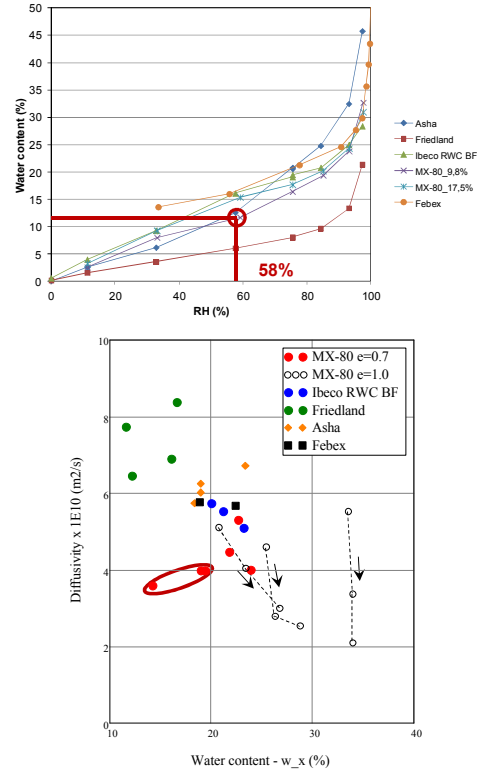 50
45
40
35
30
25
20
15
10
5
0
Water content (%)
0 20 40 60 80 100
RH (%)
58%
Asha
Friedland
Ibeco RWC BF
MX-80_9,8%
MX-80_17,5%
Febex
10
8
6
4
2
0
Diffusivity x 1E10 (m2/s)
MX-80 e=0.7
MX-80 e=1.0
Ibeco RWC BF
Friedland
Asha
Febex
10 20 30 40
Water content - w_x (%)